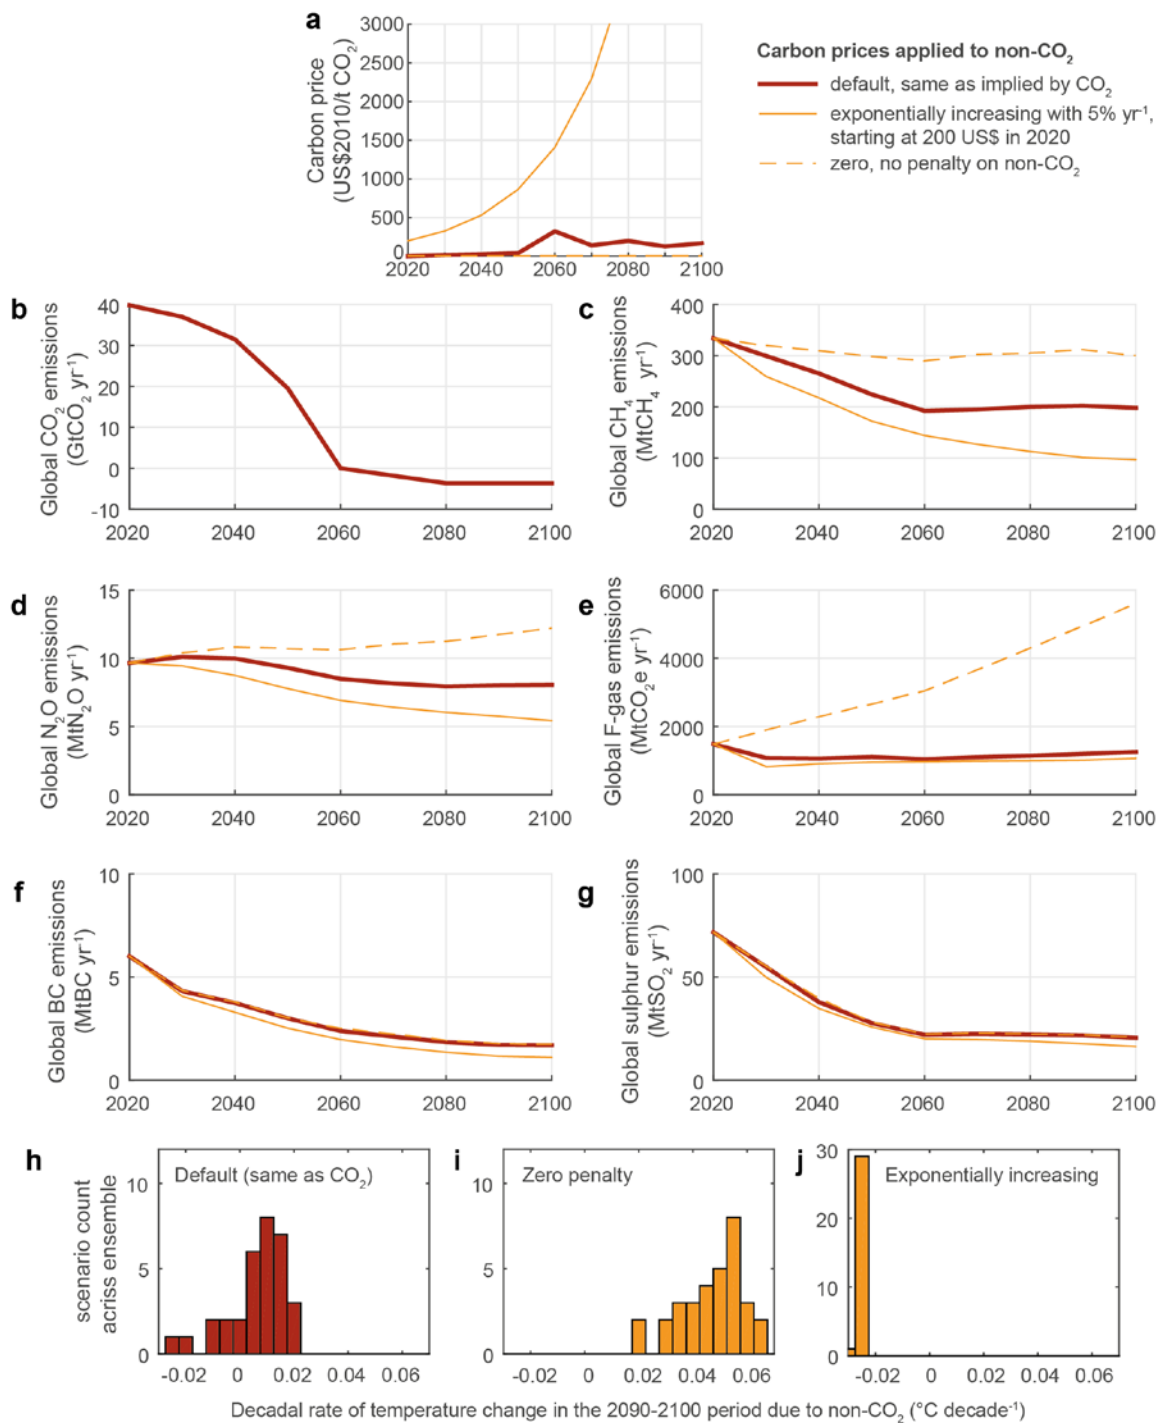 a
3000
2500
2000
1500
1000
500
0
Carbon price
(US$2010/t CO₂)
2020 2040 2060 2080 2100
Carbon prices applied to non-CO₂
default, same as implied by CO₂
exponentially increasing with 5% yr⁻¹,
starting at 200 US$ in 2020
zero, no penalty on non-CO₂
b
Global CO₂ emissions
(GtCO₂ yr⁻¹)
40
30
20
10
0
-10
2020 2040 2060 2080 2100
c
Global CH₄ emissions
(MtCH₄ yr⁻¹)
400
300
200
100
0
2020 2040 2060 2080 2100
d
Global N₂O emissions
(MtN₂O yr⁻¹)
15
10
5
0
2020 2040 2060 2080 2100
e
Global F-gas emissions
(MtCO₂e yr⁻¹)
6000
4000
2000
0
2020 2040 2060 2080 2100
f
Global BC emissions
(MtBC yr⁻¹)
10
5
0
2020 2040 2060 2080 2100
g
Global sulphur emissions
(MtSO₂ yr⁻¹)
100
50
0
2020 2040 2060 2080 2100
h
Default (same as CO₂)
scenario count
acriss ensemble
10
5
0
-0.02 0 0.02 0.04 0.06
i
Zero penalty
10
5
0
-0.02 0 0.02 0.04 0.06
j
Exponentially increasing
30
20
10
0
-0.02 0 0.02 0.04 0.06
Decadal rate of temperature change in the 2090-2100 period due to non-CO₂ (°C decade⁻¹)